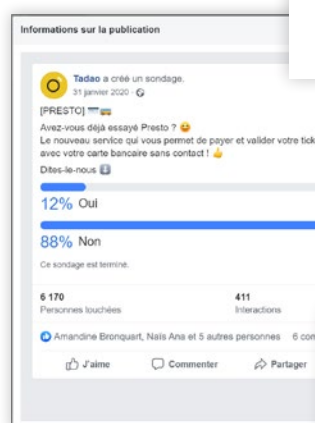 Informations sur la publication
Tadao a créé un sondage.
31 janvier 2020
[PRESTO]
Avez-vous déjà essayé Presto ?
Le nouveau service qui vous permet de payer et valider votre tick
avec votre carte bancaire sans contact !
Dites-le-nous
12% Oui
88% Non
Ce sondage est terminé.
6 170
411
Personnes touchées
Interactions
Amandine Bronquart, Naïs Ana et 5 autres personnes 6 com
J'aime Commenter Partager